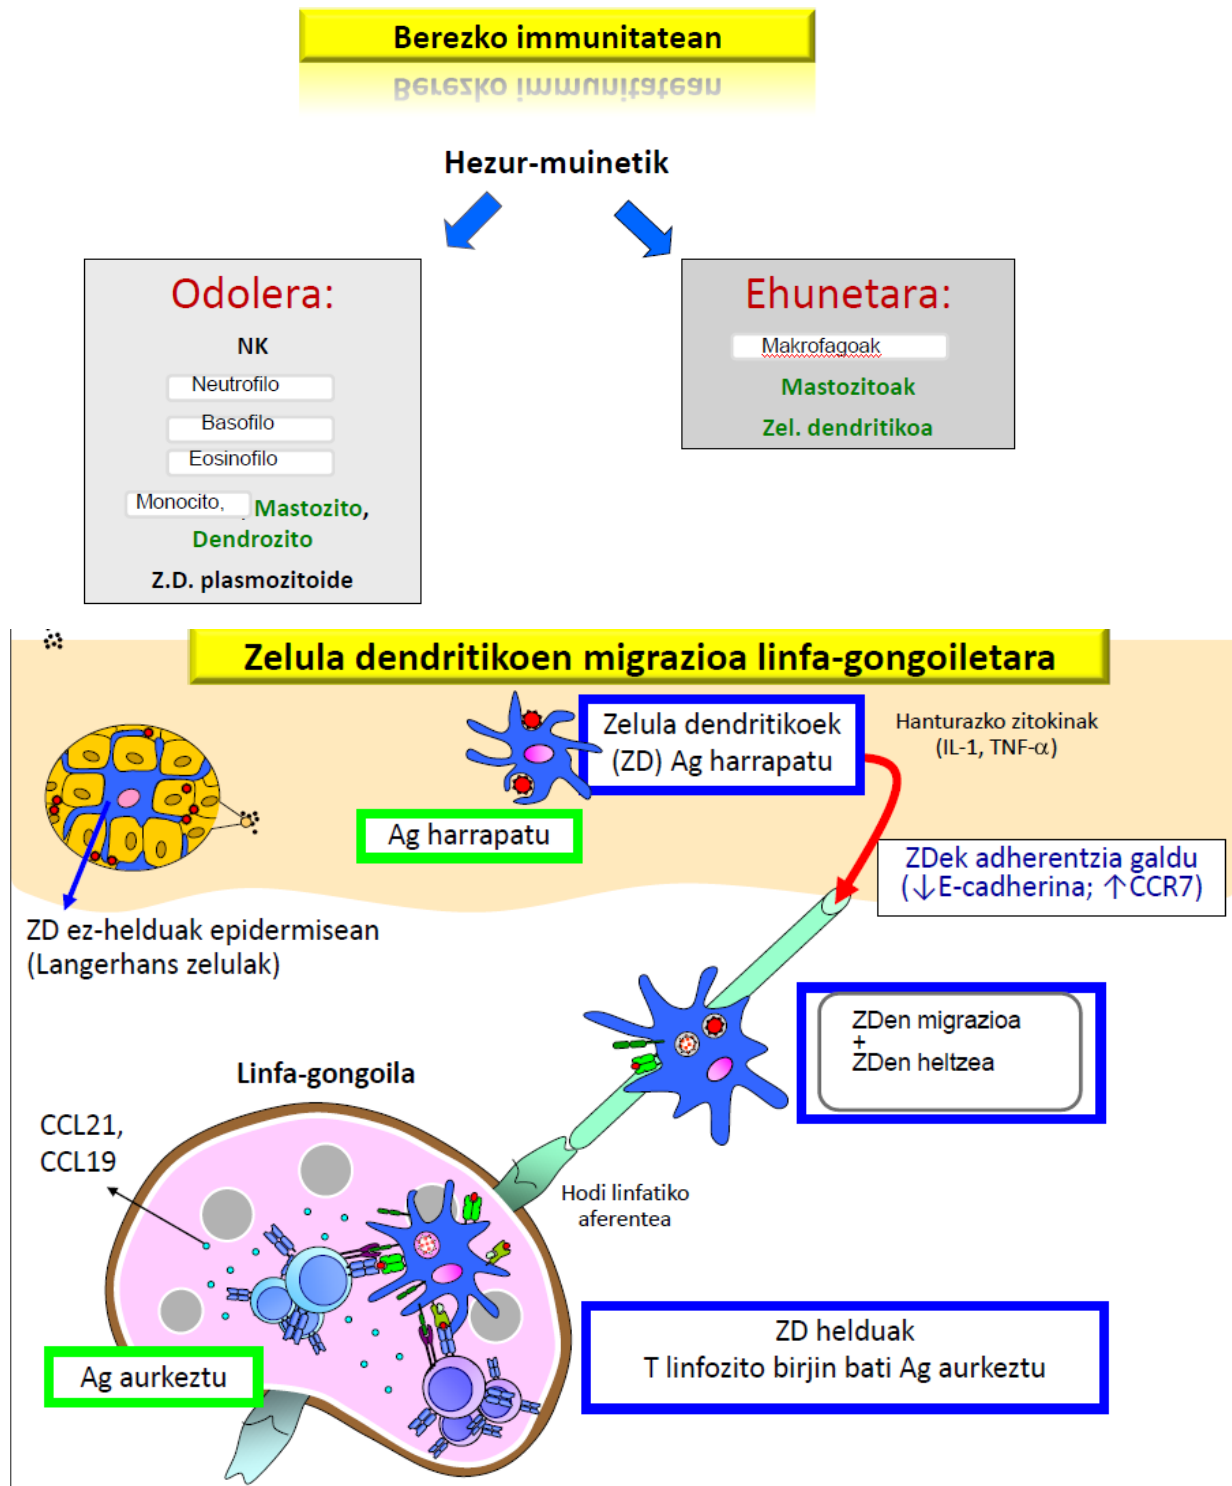 Berezko immunitatean
Hezur-muinetik
Odolera:
NK
Neutrofilo
Basofilo
Eosinofilo
Monocito, Mastozito,
Dendrozito
Z.D. plasmozitoide
Ehunetara:
Makrofagoak
Mastozitoak
Zel. dendritikoa
Zelula dendritikoen migrazioa linfa-gongoiletara
Zelula dendritikoek
(ZD) Ag harrapatu
Hanturazko zitokinak
(IL-1, TNF-α)
Ag harrapatu
ZDek adherentzia galdu
(↓E-cadherina; ↑CCR7)
ZD ez-helduak epidermisean
(Langerhans zelulak)
ZDen migrazioa
+
ZDen heltzea
Linfa-gongoila
CCL21,
CCL19
Hodi linfatiko
aferentea
ZD helduak
T linfozito birjin bati Ag aurkeztu
Ag aurkeztu